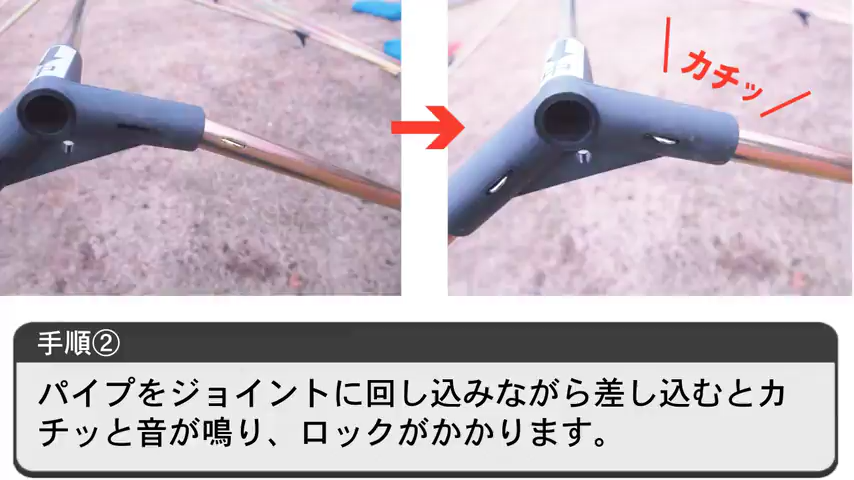 カチッ
手順②
パイプをジョイントに回し込みながら差し込むとカ
チッと音が鳴り、ロックがかかります。